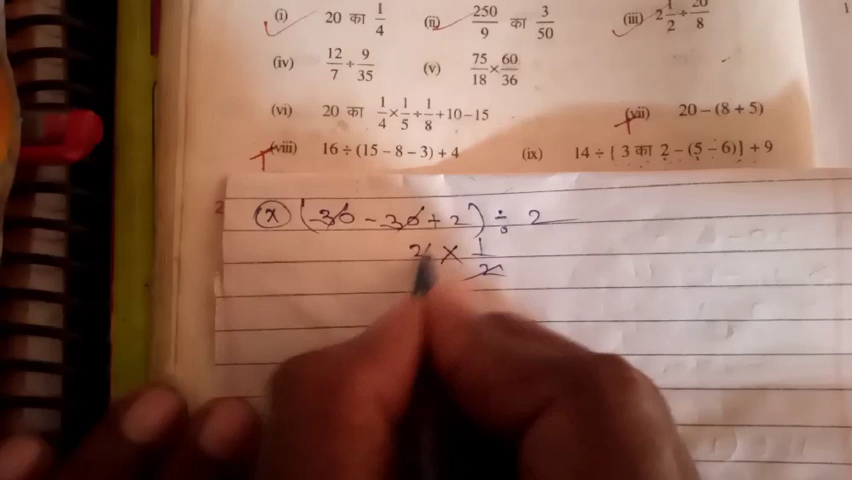 (i) 20 का 1/4 (ii) 250/9 का 3/50 (iii) 2 1/2 ÷ 20/8
(iv) 12/7 ÷ 9/35 (v) 75/18 × 60/36
(vi) 20 का 1/4 × 1/5 ÷ 1/8 + 10 − 15 (vii) 20 − (8 + 5)
(viii) 16 ÷ (15 − 8 − 3) + 4 (ix) 14 ÷ [ 3 का 2 − (5 − 6)] + 9
(x) (36 − 36 + 2) ÷ 2
2 × 1/2